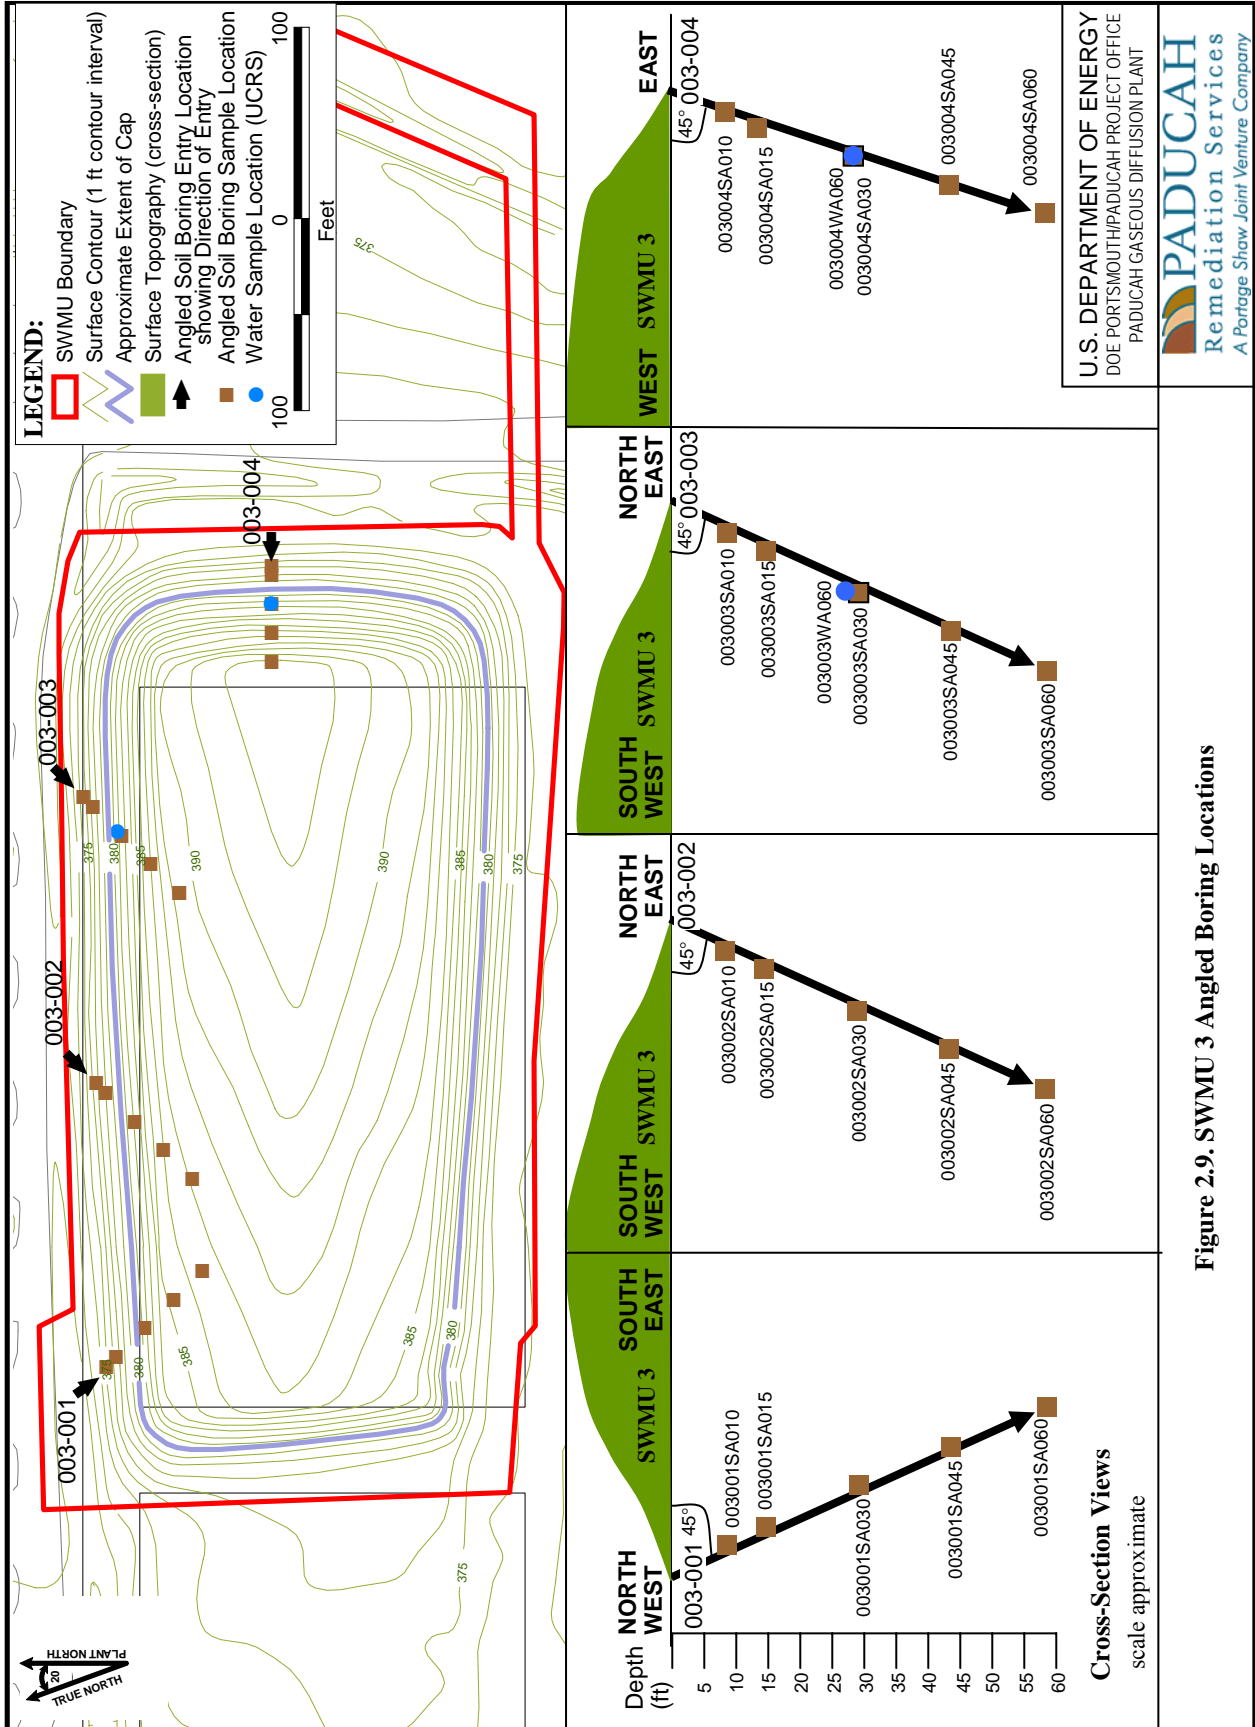 LEGEND:
SWMU Boundary
Surface Contour (1 ft contour interval)
Approximate Extent of Cap
Surface Topography (cross-section)
Angled Soil Boring Entry Location
showing Direction of Entry
Angled Soil Boring Sample Location
Water Sample Location (UCRS)
100 0 100
Feet
TRUE NORTH
20
PLANT NORTH
003-001
003-002
003-003
003-004
375
380
385
375
380
385
390
390
385
380
375
385
380
375
375
Depth
(ft)
5
10
15
20
25
30
35
40
45
50
55
60
NORTH
WEST
SWMU 3
SOUTH
EAST
003-001
45°
003001SA010
003001SA015
003001SA030
003001SA045
003001SA060
SOUTH
WEST
SWMU 3
NORTH
EAST
003-002
45°
003002SA010
003002SA015
003002SA030
003002SA045
003002SA060
SOUTH
WEST
SWMU 3
NORTH
EAST
003-003
45°
003003SA010
003003SA015
003003WA060
003003SA030
003003SA045
003003SA060
WEST
SWMU 3
EAST
003-004
45°
003004SA010
003004SA015
003004WA060
003004SA030
003004SA045
003004SA060
Cross-Section Views
scale approximate
U.S. DEPARTMENT OF ENERGY
DOE PORTSMOUTH/PADUCAH PROJECT OFFICE
PADUCAH GASEOUS DIFFUSION PLANT
PADUCAH
Remediation Services
A Portage Shaw Joint Venture Company
Figure 2.9. SWMU 3 Angled Boring Locations